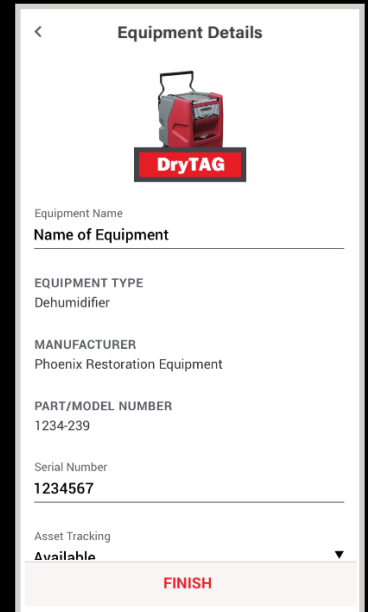 Equipment Details
DryTAG
Equipment Name
Name of Equipment
EQUIPMENT TYPE
Dehumidifier
MANUFACTURER
Phoenix Restoration Equipment
PART/MODEL NUMBER
1234-239
Serial Number
1234567
Asset Tracking
Available
FINISH